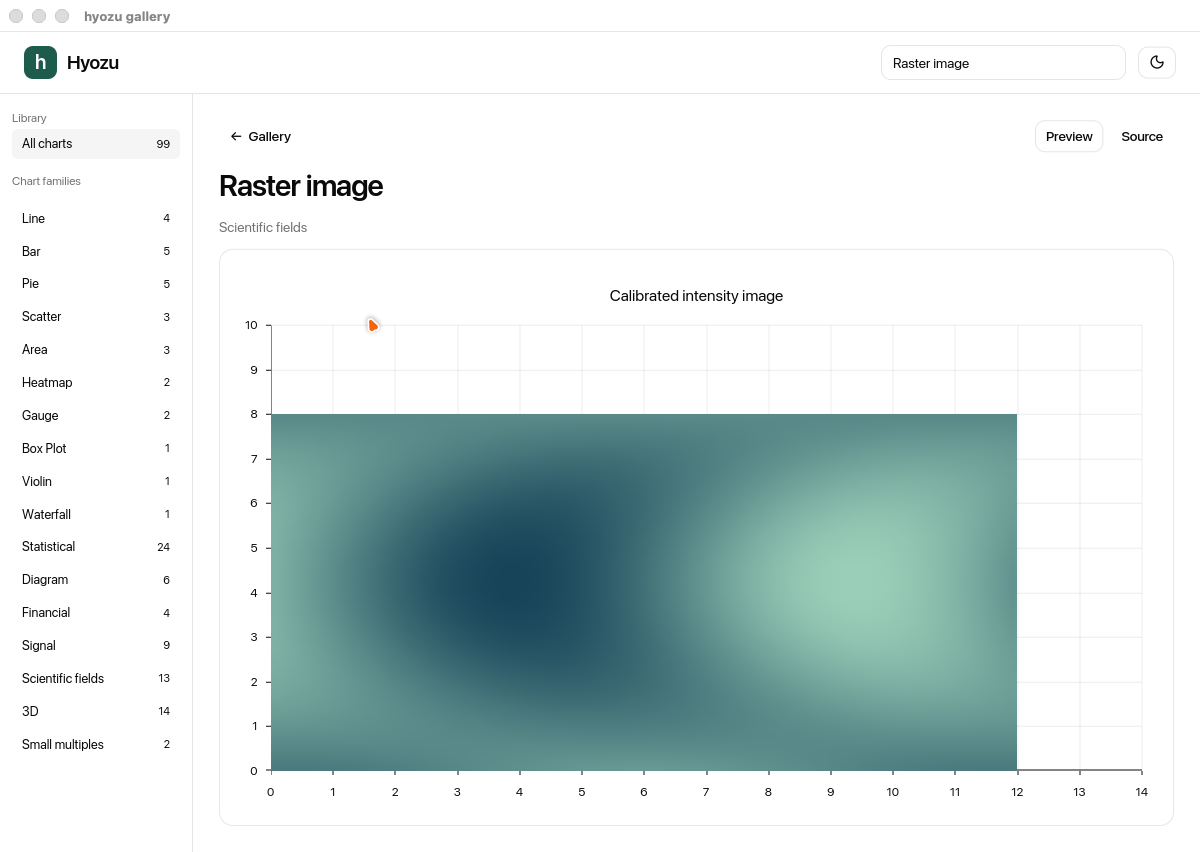 hyozu gallery
h Hyozu
Raster image
Library
All charts 99
Chart families
Line 4
Bar 5
Pie 5
Scatter 3
Area 3
Heatmap 2
Gauge 2
Box Plot 1
Violin 1
Waterfall 1
Statistical 24
Diagram 6
Financial 4
Signal 9
Scientific fields 13
3D 14
Small multiples 2
← Gallery
Preview Source
Raster image
Scientific fields
Calibrated intensity image
10
9
8
7
6
5
4
3
2
1
0
0 1 2 3 4 5 6 7 8 9 10 11 12 13 14